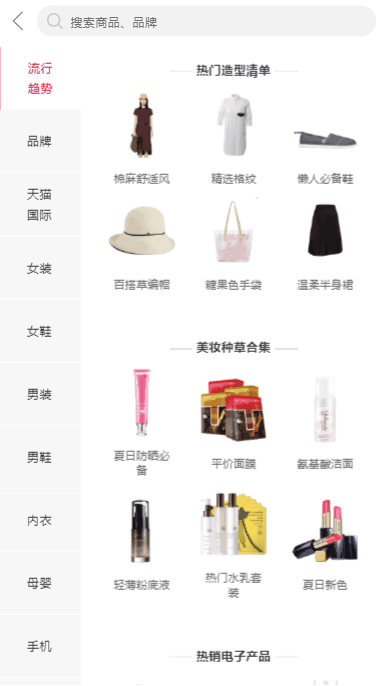 搜索商品、品牌
流行
趋势
品牌
天猫
国际
女装
女鞋
男装
男鞋
内衣
母婴
手机
热门造型清单
棉麻舒适风
精选格纹
懒人必备鞋
百搭草编帽
糖果色手袋
温柔半身裙
美妆种草合集
夏日防晒必
备
平价面膜
氨基酸洁面
轻薄粉底液
热门水乳套
装
夏日新色
热销电子产品